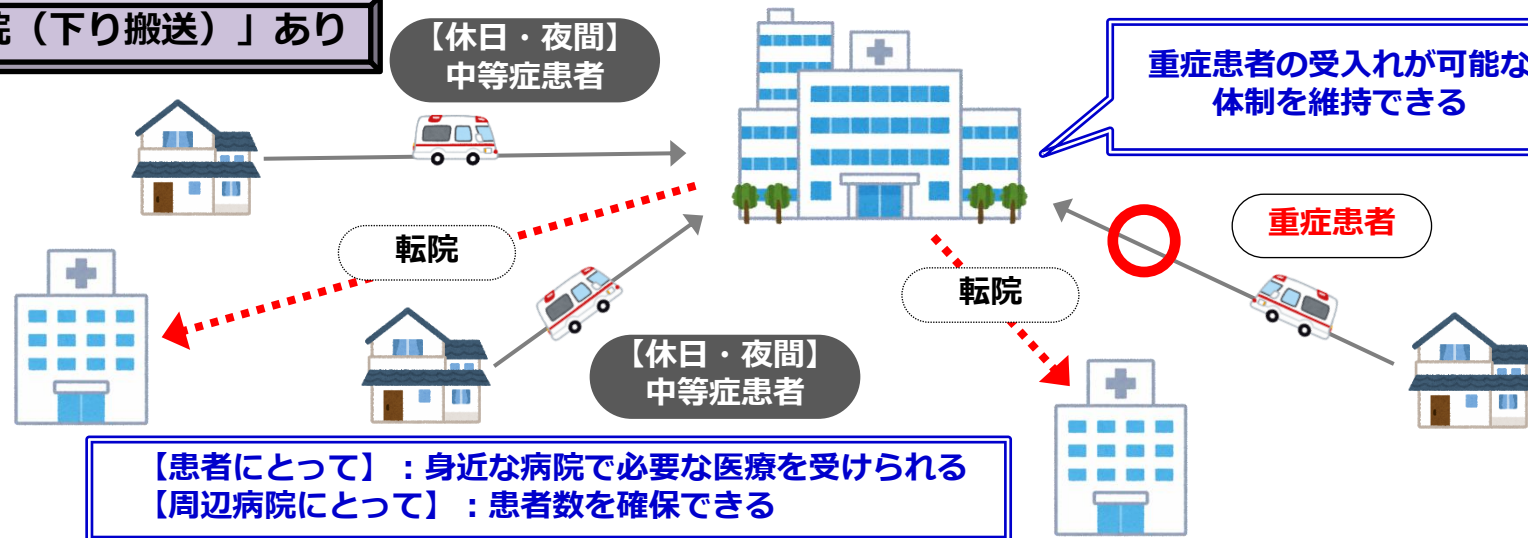 院（下り搬送）」あり
【休日・夜間】
中等症患者
重症患者の受入れが可能な
体制を維持できる
重症患者
転院
転院
【休日・夜間】
中等症患者
【患者にとって】：身近な病院で必要な医療を受けられる
【周辺病院にとって】：患者数を確保できる